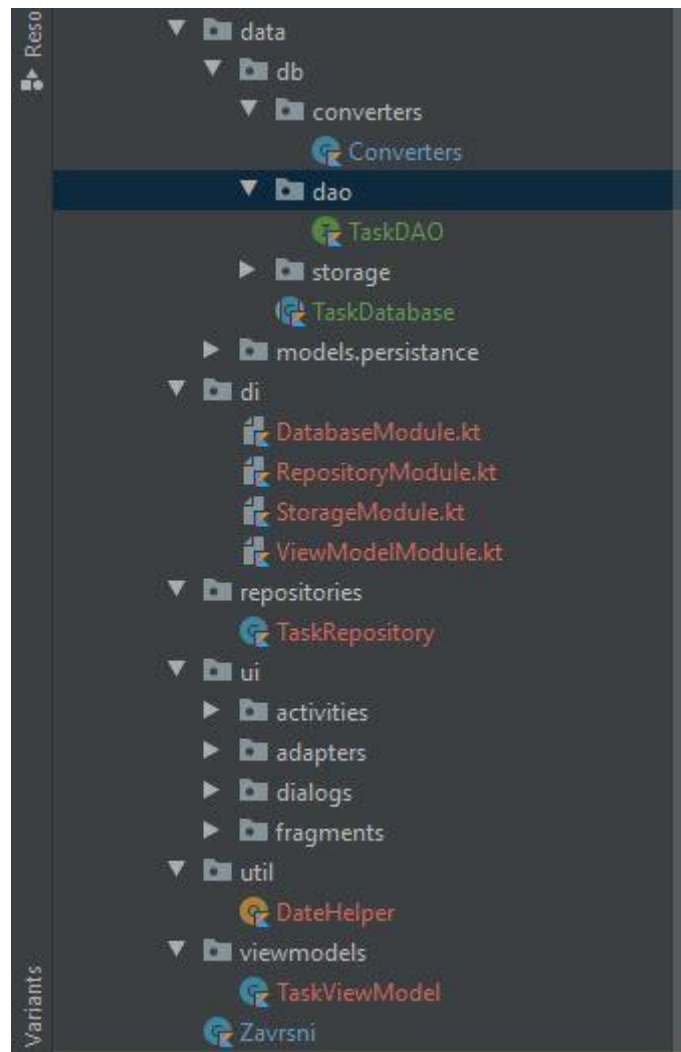 Reso
data
db
converters
Converters
dao
TaskDAO
storage
TaskDatabase
models.persistance
di
DatabaseModule.kt
RepositoryModule.kt
StorageModule.kt
ViewModelModule.kt
repositories
TaskRepository
ui
activities
adapters
dialogs
fragments
util
DateHelper
viewmodels
TaskViewModel
Zavrsni
Variants